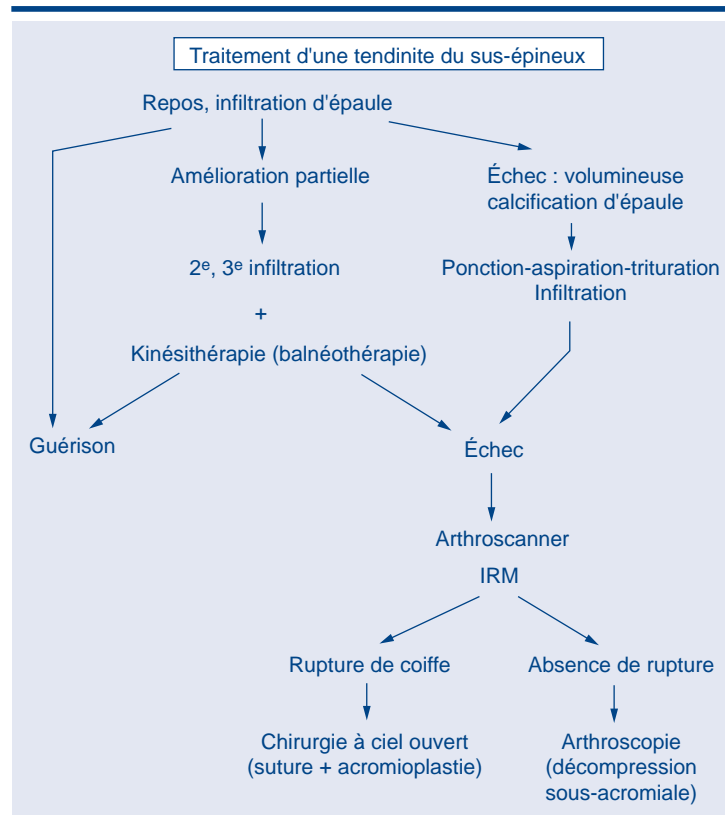 Traitement d'une tendinite du sus-épineux
Repos, infiltration d'épaule
Amélioration partielle
Échec : volumineuse
calcification d'épaule
2e, 3e infiltration
Ponction-aspiration-trituration
Infiltration
+
Kinésithérapie (balnéothérapie)
Guérison
Échec
Arthroscanner
IRM
Rupture de coiffe
Absence de rupture
Chirurgie à ciel ouvert
(suture + acromioplastie)
Arthroscopie
(décompression
sous-acromiale)